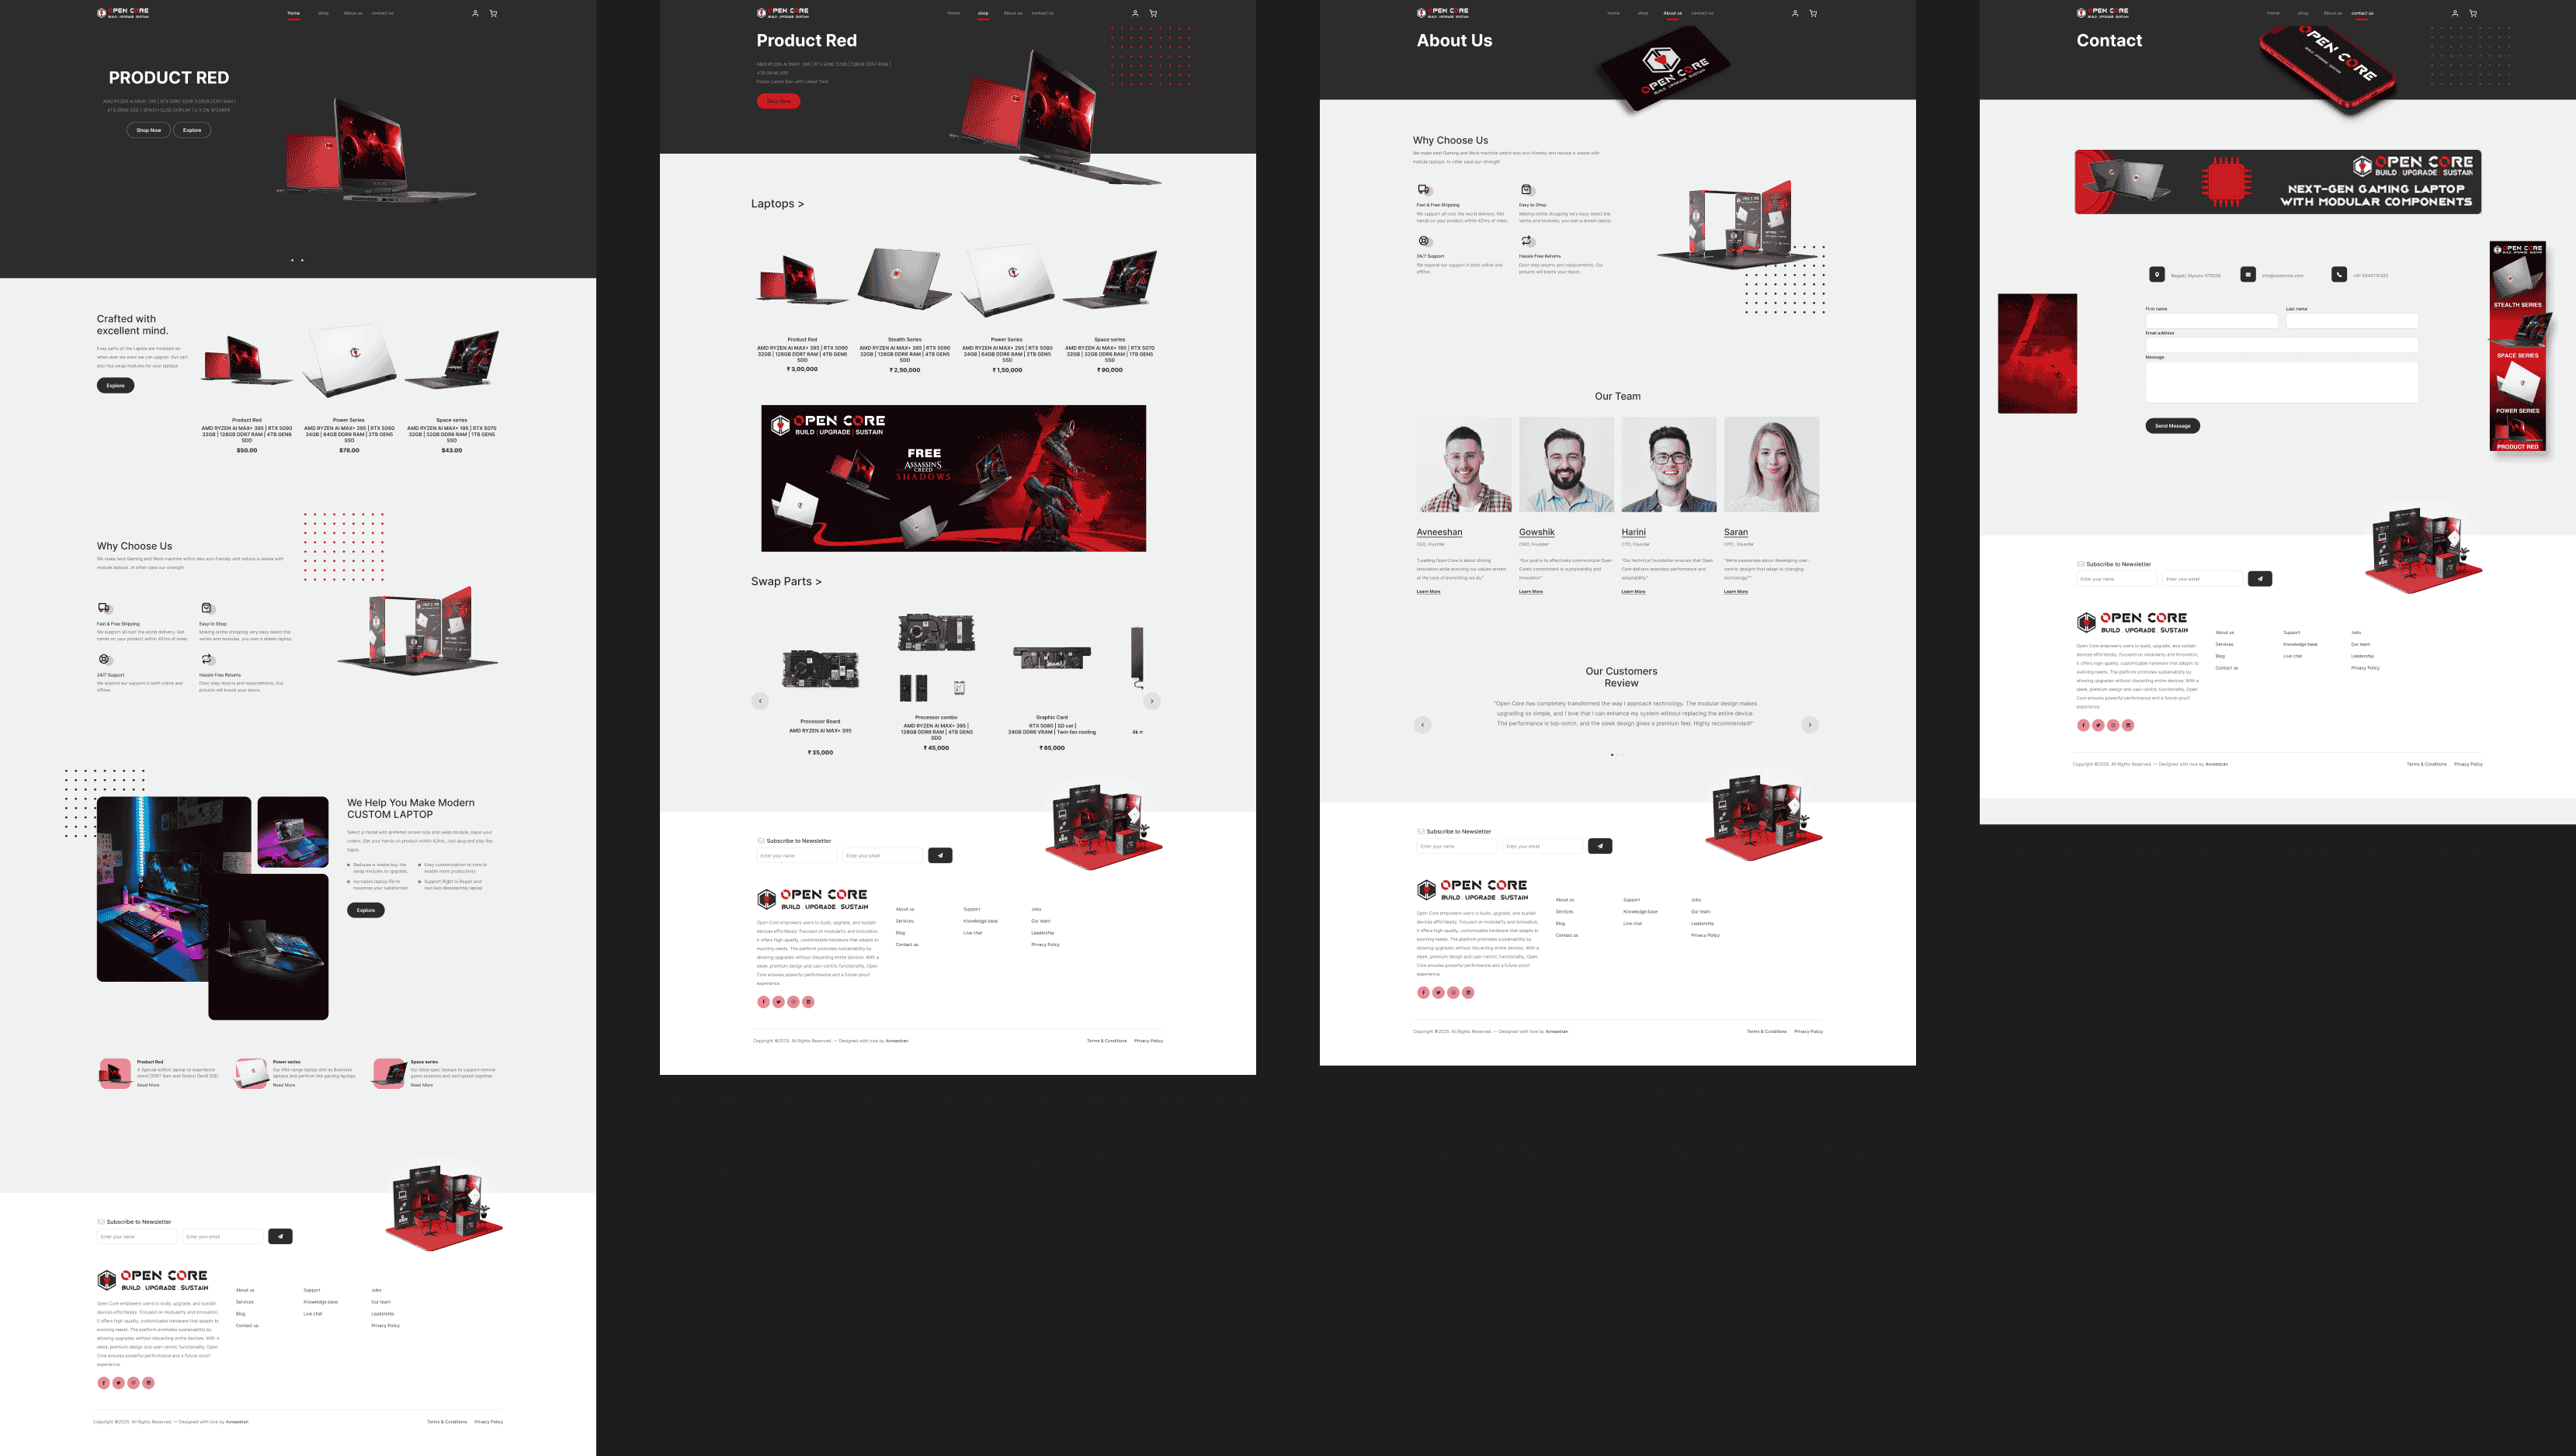 OPEN CORE
BUILD . UPGRADE . SUSTAIN
Home
shop
About us
contact us
PRODUCT RED
AMD RYZEN AI MAX+ 395 | RTX 5090 32GB |128GB DDR7 RAM |
Shop Now
Explore
Crafted with
excellent mind.
Evey parts of the Laptop are moduled so
when ever we want we can upgrad. Our cart
also has swap modules for your laptops.
Explore
Product Red
AMD RYZEN AI MAX+ 395 | RTX 5090
32GB | 128GB DDR7 RAM | 4TB GEN6
SDD
$50.00
Power Series
AMD RYZEN AI MAX+ 295 | RTX 5080
24GB | 64GB DDR6 RAM | 2TB GEN5
SSD
$78.00
Space series
AMD RYZEN AI MAX+ 195 | RTX 5070
32GB | 32GB DDR6 RAM | 1TB GEN5
SSD
$43.00
Why Choose Us
We make best Gaming and Work machine which also eco-friendly and reduce e-waste with
module laptops. In other case our strength!
Fast & Free Shipping
We support all over the world delivery. Get
hands on your product within 42hrs of order.
Easy to Shop
Making online shopping vary easy select the
series and modules, you own a dream laptop.
24/7 Support
We expand our support in both online and
offline.
Hassle Free Returns
Door step returns and replacements, Our
products will knock your doors.
We Help You Make Modern
CUSTOM LAPTOP
Select a model with prefered screen size and swap module, place your
orders, Get your hands on product within 42hrs, Just plug and play like
legos.
Reduces e-waste buy the
swap modules to upgrade.
Easy customization to core to
enable more productivity
Increases laptop life to
maximize your satisfaction
Support Right to Repair and
tool less disassembly laptop
Explore
Product Red
A Special edition laptop to experience
latest DDR7 Ram and fastest Gen6 SSD
Read More
Power series
Our Mid-range laptop slim as Business
laptops and perform like gaming laptops
Read More
Space series
Our base spec laptops to support remote
game sessions and workspace together.
Read More
Subscribe to Newsletter
Enter your name
Enter your email
OPEN CORE
BUILD . UPGRADE . SUSTAIN
Open Core empowers users to build, upgrade, and sustain
devices effortlessly. Focused on modularity and innovation,
it offers high-quality, customizable hardware that adapts to
evolving needs. The platform promotes sustainability by
allowing upgrades without discarding entire devices. With a
sleek, premium design and user-centric functionality, Open
Core ensures powerful performance and a future-proof
experience.
About us
Services
Blog
Contact us
Support
Knowledge base
Live chat
Jobs
Our team
Leadership
Privacy Policy
Copyright ©2025. All Rights Reserved. — Designed with love by Avneeshan
Terms & Conditions
Privacy Policy
OPEN CORE
BUILD . UPGRADE . SUSTAIN
Home
shop
About us
contact us
Product Red
AMD RYZEN AI MAX+ 395 | RTX 5090 32GB | 128GB DDR7 RAM |
4TB GEN6 SSD
Follow Latest Gen with Latest Tech
Shop Now
Laptops >
Product Red
AMD RYZEN AI MAX+ 395 | RTX 5090
32GB | 128GB DDR7 RAM | 4TB GEN6
SDD
₹ 3,00,000
Stealth Series
AMD RYZEN AI MAX+ 395 | RTX 5080
32GB | 128GB DDR6 RAM | 4TB GEN5
SDD
₹ 2,50,000
Power Series
AMD RYZEN AI MAX+ 295 | RTX 5080
24GB | 64GB DDR6 RAM | 2TB GEN5
SSD
₹ 1,50,000
Space series
AMD RYZEN AI MAX+ 195 | RTX 5070
32GB | 32GB DDR6 RAM | 1TB GEN5
SSD
₹ 90,000
OPEN CORE
BUILD | UPGRADE | SUSTAIN
FREE
ASSASSIN'S
CREED
SHADOWS
Swap Parts >
Processor Board
AMD RYZEN AI MAX+ 395
₹ 35,000
Processor combo
AMD RYZEN AI MAX+ 395 |
128GB DDR6 RAM | 4TB GEN5
SDD
₹ 45,000
Graphic Card
RTX 5080 | SD cet |
24GB DDR6 VRAM | Twin fan cooling
₹ 65,000
Subscribe to Newsletter
Enter your name
Enter your email
OPEN CORE
BUILD . UPGRADE . SUSTAIN
Open Core empowers users to build, upgrade, and sustain
devices effortlessly. Focused on modularity and innovation,
it offers high-quality, customizable hardware that adapts to
evolving needs. The platform promotes sustainability by
allowing upgrades without discarding entire devices. With a
sleek, premium design and user-centric functionality, Open
Core ensures powerful performance and a future-proof
experience.
About us
Services
Blog
Contact us
Support
Knowledge base
Live chat
Jobs
Our team
Leadership
Privacy Policy
Copyright ©2025. All Rights Reserved. — Designed with love by Avneeshan
Terms & Conditions
Privacy Policy
OPEN CORE
BUILD . UPGRADE . SUSTAIN
Home
shop
About us
contact us
About Us
OPEN CORE
BUILD UPGRADE SUSTAIN
Why Choose Us
We make best Gaming and Work machine which also eco-friendly and reduce e-waste with
module laptops. In other case our strength!
Fast & Free Shipping
We support all over the world delivery. Get
hands on your product within 42hrs of order.
Easy to Shop
Making online shopping vary easy select the
series and modules, you own a dream laptop.
24/7 Support
We expand our support in both online and
offline.
Hassle Free Returns
Door step returns and replacements, Our
products will knock your doors.
Our Team
Avneeshan
CEO, Founder
"Leading Open Core is about driving
innovation while ensuring our values remain
at the core of everything we do."
Learn More
Gowshik
CMO, Founder
"Our goal is to effectively communicate Open
Core's commitment to sustainability and
innovation"
Learn More
Harini
CTO, Founder
"Our technical foundation ensures that Open
Core delivers seamless performance and
adaptability."
Learn More
Saran
CPO , Founder
"We're passionate about developing user-
centric designs that adapt to changing
technology.""
Learn More
Our Customers
Review
"Open Core has completely transformed the way I approach technology. The modular design makes
upgrading so simple, and I love that I can enhance my system without replacing the entire device.
The performance is top-notch, and the sleek design gives a premium feel. Highly recommended!"
Subscribe to Newsletter
Enter your name
Enter your email
OPEN CORE
BUILD . UPGRADE . SUSTAIN
Open Core empowers users to build, upgrade, and sustain
devices effortlessly. Focused on modularity and innovation,
it offers high-quality, customizable hardware that adapts to
evolving needs. The platform promotes sustainability by
allowing upgrades without discarding entire devices. With a
sleek, premium design and user-centric functionality, Open
Core ensures powerful performance and a future-proof
experience.
About us
Services
Blog
Contact us
Support
Knowledge base
Live chat
Jobs
Our team
Leadership
Privacy Policy
Copyright ©2025. All Rights Reserved. — Designed with love by Avneeshan
Terms & Conditions
Privacy Policy
OPEN CORE
BUILD . UPGRADE . SUSTAIN
Home
shop
About us
contact us
Contact
OPEN CORE
OPEN CORE
BUILD | UPGRADE | SUSTAIN
NEXT-GEN GAMING LAPTOP
WITH MODULAR COMPONENTS
info@opencore.com
First name
Last name
Email address
Message
Send Message
OPEN CORE
STEALTH SERIES
SPACE SERIES
POWER SERIES
PRODUCT RED
Subscribe to Newsletter
Enter your name
Enter your email
OPEN CORE
BUILD . UPGRADE . SUSTAIN
Open Core empowers users to build, upgrade, and sustain
devices effortlessly. Focused on modularity and innovation,
it offers high-quality, customizable hardware that adapts to
evolving needs. The platform promotes sustainability by
allowing upgrades without discarding entire devices. With a
sleek, premium design and user-centric functionality, Open
Core ensures powerful performance and a future-proof
experience.
About us
Services
Blog
Contact us
Support
Knowledge base
Live chat
Jobs
Our team
Leadership
Privacy Policy
Copyright ©2025. All Rights Reserved. — Designed with love by Avneeshan
Terms & Conditions
Privacy Policy